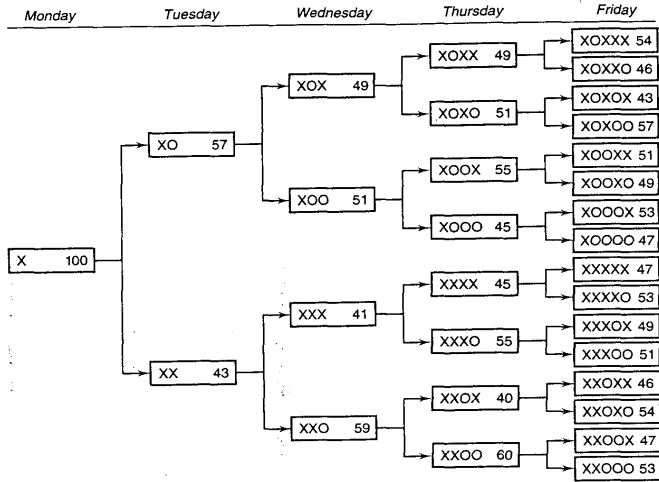 Monday Tuesday Wednesday Thursday Friday
XOXXX 54
XOXX 49
XOXXO 46
XOX 49
XOXOX 43
XOXO 51
XOXOO 57
XO 57
XOOXX 51
XOOX 55
XOOXO 49
XOO 51
XOOOX 53
XOOO 45
XOOOO 47
X 100
XXXXX 47
XXXX 45
XXXXO 53
XXX 41
XXXOX 49
XXXO 55
XXXOO 51
XX 43
XXOXX 46
XXOX 40
XXOXO 54
XXO 59
XXOOX 47
XXOO 60
XXOOO 53